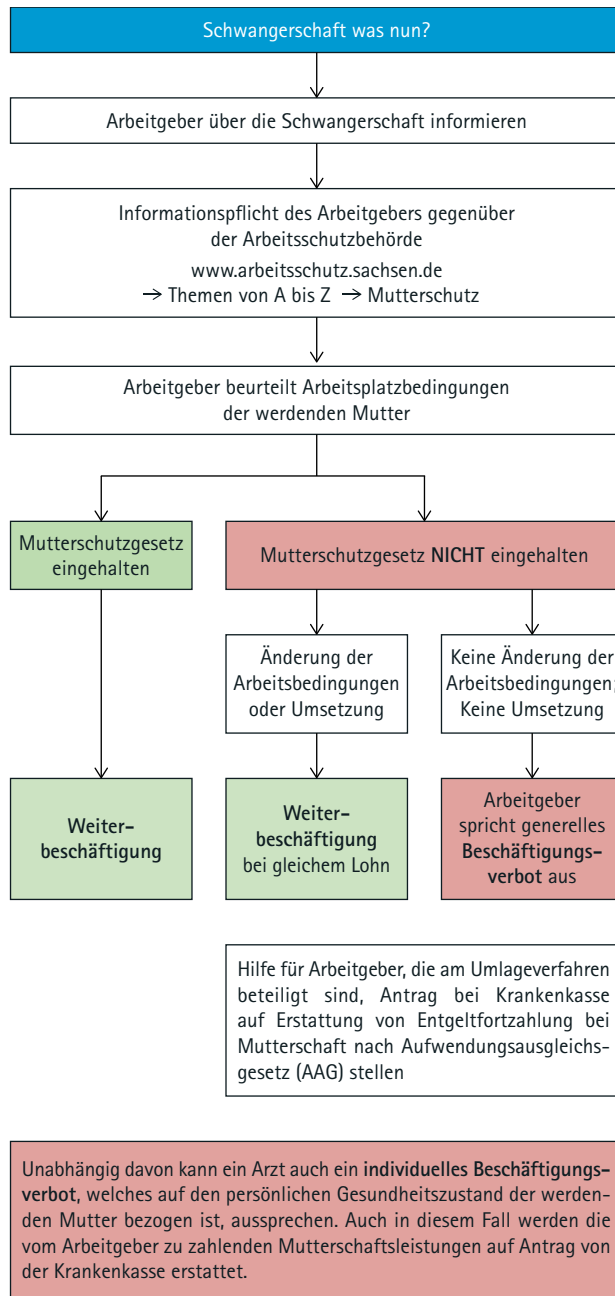 Schwangerschaft was nun?
Arbeitgeber über die Schwangerschaft informieren
Informationspflicht des Arbeitgebers gegenüber
der Arbeitsschutzbehörde
www.arbeitsschutz.sachsen.de
→ Themen von A bis Z → Mutterschutz
Arbeitgeber beurteilt Arbeitsplatzbedingungen
der werdenden Mutter
Mutterschutzgesetz
eingehalten
Mutterschutzgesetz NICHT eingehalten
Änderung der
Arbeitsbedingungen
oder Umsetzung
Keine Änderung der
Arbeitsbedingungen;
Keine Umsetzung
Weiter-
beschäftigung
Weiter-
beschäftigung
bei gleichem Lohn
Arbeitgeber
spricht generelles
Beschäftigungs-
verbot aus
Hilfe für Arbeitgeber, die am Umlageverfahren
beteiligt sind, Antrag bei Krankenkasse
auf Erstattung von Entgeltfortzahlung bei
Mutterschaft nach Aufwendungsausgleichs-
gesetz (AAG) stellen
Unabhängig davon kann ein Arzt auch ein individuelles Beschäftigungs-
verbot, welches auf den persönlichen Gesundheitszustand der werden-
den Mutter bezogen ist, aussprechen. Auch in diesem Fall werden die
vom Arbeitgeber zu zahlenden Mutterschaftsleistungen auf Antrag von
der Krankenkasse erstattet.